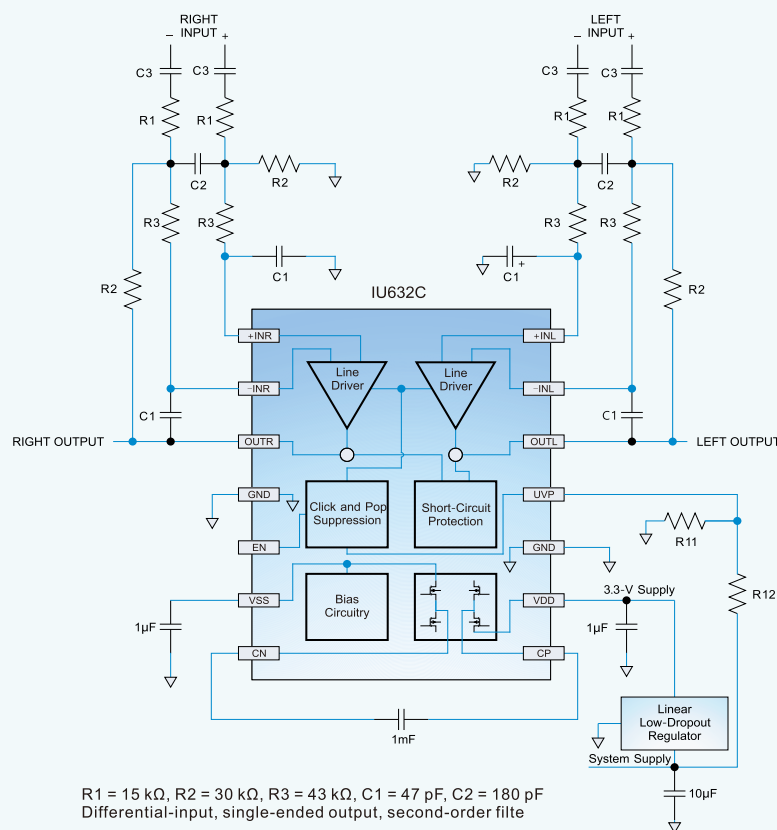 RIGHT
INPUT
− +
LEFT
INPUT
− +
C3
C3
C3
C3
R1
R1
R1
R1
C2
R2
R2
C2
R3
R3
R3
R3
C1
C1
+
R2
R2
IU632C
+INR
+INL
Line
Driver
Line
Driver
−INR
−INL
C1
C1
RIGHT OUTPUT
OUTR
OUTL
LEFT OUTPUT
GND
UVP
Click and Pop
Suppression
Short-Circuit
Protection
R11
EN
GND
R12
3.3-V Supply
VSS
Bias
Circuitry
VDD
1μF
1μF
CN
CP
1mF
Linear
Low-Dropout
Regulator
System Supply
10μF
R1 = 15 kΩ, R2 = 30 kΩ, R3 = 43 kΩ, C1 = 47 pF, C2 = 180 pF
Differential-input, single-ended output, second-order filte